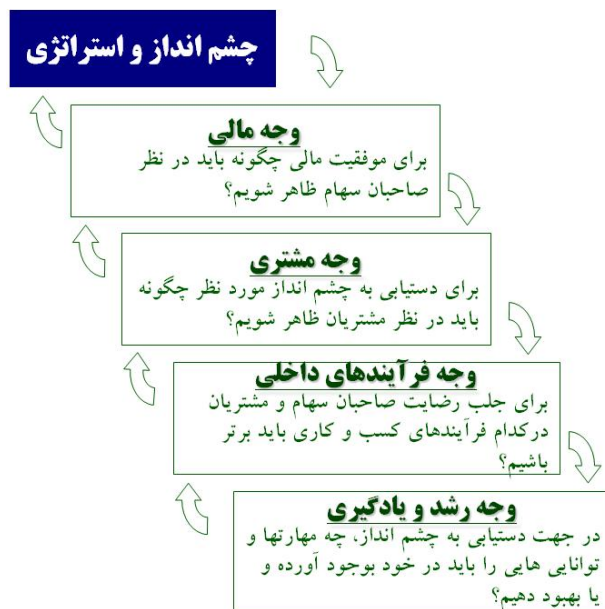 چشم انداز و استراتژی
وجه مالی
برای موفقیت مالی چگونه باید در نظر
صاحبان سهام ظاهر شویم؟
وجه مشتری
برای دستیابی به چشم انداز مورد نظر چگونه
باید در نظر مشتریان ظاهر شویم؟
وجه فرآیندهای داخلی
برای جلب رضایت صاحبان سهام و مشتریان
درکدام فرآیندهای کسب و کاری باید برتر
باشیم؟
وجه رشد و یادگیری
در جهت دستیابی به چشم انداز، چه مهارتها و
توانایی هایی را باید در خود بوجود آورده و
یا بهبود دهیم؟